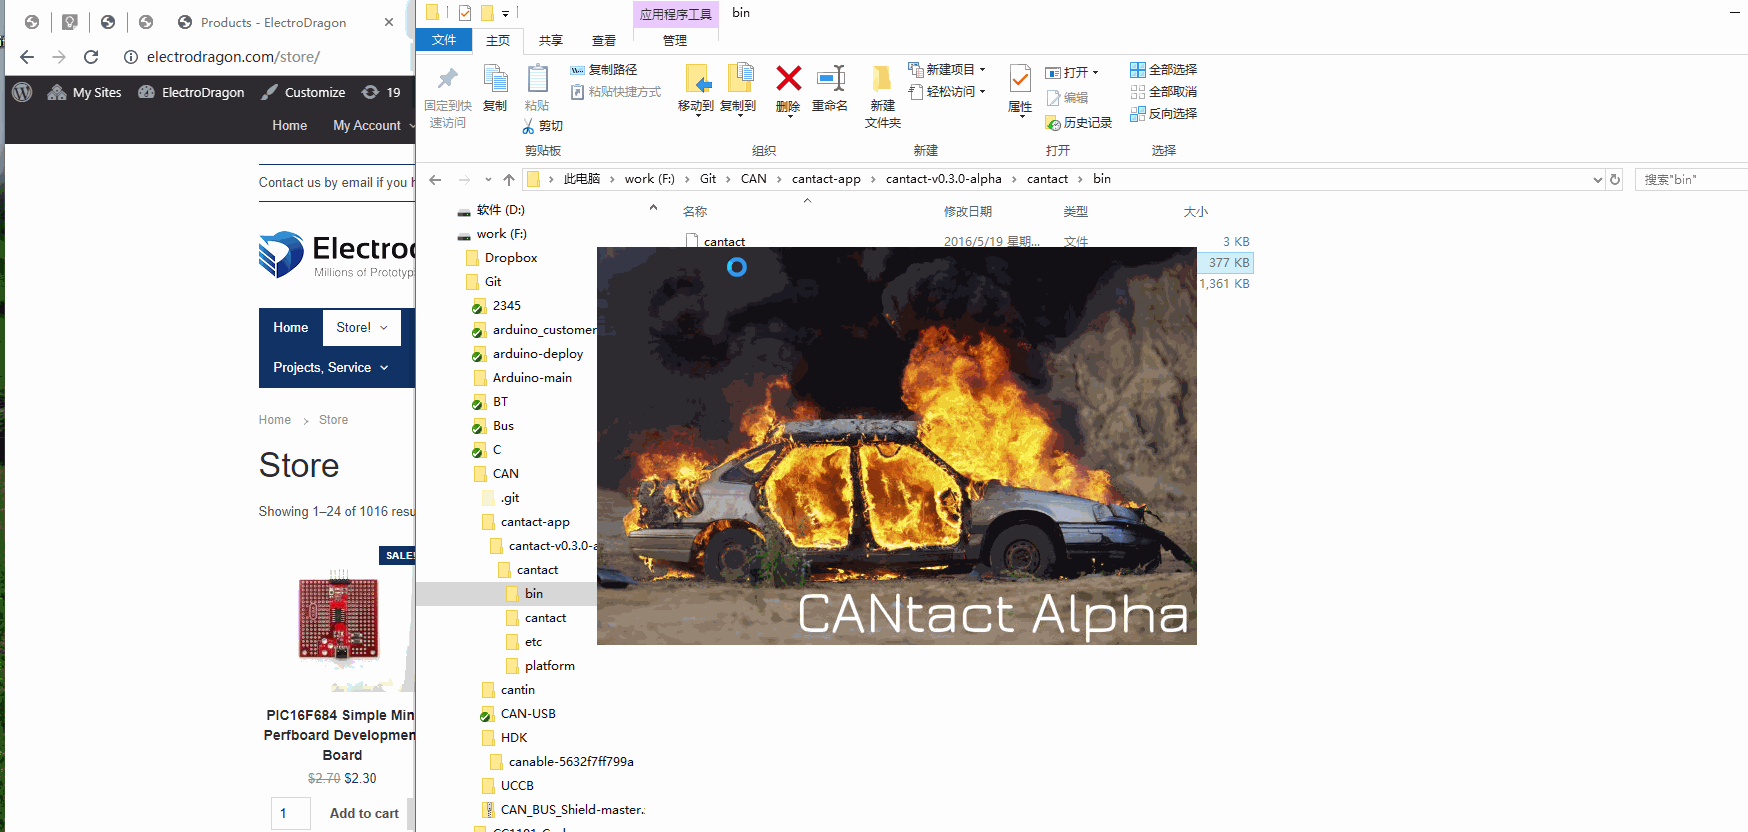 Products - ElectroDragon
electrodragon.com/store/
My Sites
ElectroDragon
Customize
19
Home
My Account
Contact us by email if you
Electro
Millions of Prototyp
Home
Store!
Projects, Service
Home
Store
Store
Showing 1–24 of 1016 resu
SALE!
PIC16F684 Simple Min
Perfboard Developmen
Board
$2.70 $2.30
1
Add to cart
应用程序工具
bin
文件
主页
共享
查看
管理
固定到快
速访问
复制
粘贴
复制路径
粘贴快捷方式
剪切
剪贴板
移动到
复制到
删除
重命名
组织
新建
文件夹
新建项目
轻松访问
新建
属性
打开
编辑
历史记录
打开
全部选择
全部取消
反向选择
选择
此电脑
work (F:)
Git
CAN
cantact-app
cantact-v0.3.0-alpha
cantact
bin
搜索"bin"
软件 (D:)
work (F:)
Dropbox
Git
2345
arduino_customer
arduino-deploy
Arduino-main
BT
Bus
C
CAN
.git
cantact-app
cantact-v0.3.0-a
cantact
bin
cantact
etc
platform
cantin
CAN-USB
HDK
canable-5632f7ff799a
UCCB
CAN_BUS_Shield-master.
名称
修改日期
类型
大小
cantact
2016/5/19 星期...
文件
3 KB
377 KB
1,361 KB
CANtact Alpha